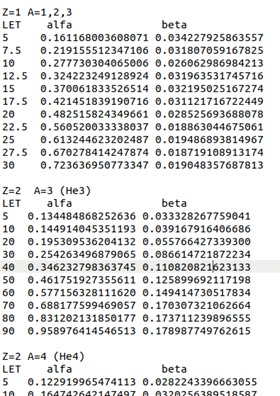 Z=1 A=1,2,3
LET alfa beta
5 0.161168003608071 0.034227925863557
7.5 0.219155512347106 0.031807059167825
10 0.277730304065006 0.026062986984213
12.5 0.324223249128924 0.031963531745716
15 0.370061833526514 0.032195025167274
17.5 0.421451839190716 0.031121716722449
20 0.482515824349661 0.028525693688078
22.5 0.560520033338037 0.018863044675061
25 0.613244623202487 0.019486893814967
27.5 0.670278414247874 0.018719108913174
30 0.723636950773347 0.019048357687813
Z=2 A=3 (He3)
LET alfa beta
5 0.134484868252636 0.033328267759041
10 0.144914045351193 0.039167916406686
20 0.195309536204132 0.055766427339300
30 0.254263496879065 0.086614721872234
40 0.346232798363745 0.110820821623133
50 0.461751927355611 0.125899692117198
60 0.577156328111620 0.149414730517834
70 0.688177599469057 0.170307321062664
80 0.831202131850177 0.173711239896555
90 0.958976414546513 0.178987749762615
Z=2 A=4 (He4)
LET alfa beta
5 0.122919965474113 0.0282243396663055
10 0.164742642147497 0.0320256389518587